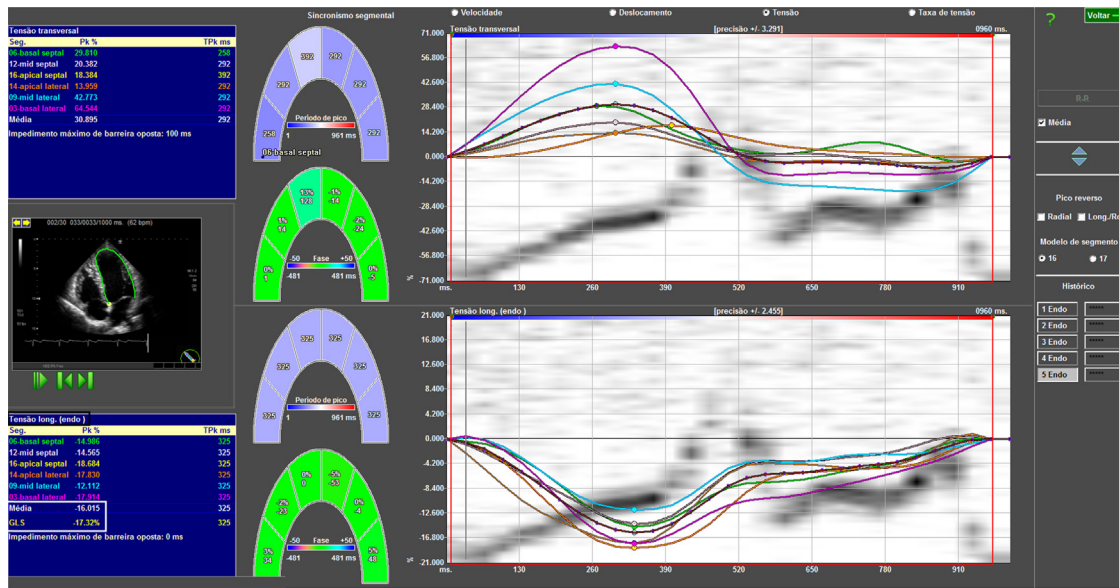 Sincronismo segmental
Velocidade
Deslocamento
Tensão
Taxa de tensão
?
Voltar
Tensão transversal
Seg. Pk % TPk ms
06-basal septal 29.810 258
12-mid septal 20.382 292
16-apical septal 18.384 392
14-apical lateral 13.959 292
09-mid lateral 42.773 292
03-basal lateral 64.544 292
Média 30.895 292
Impedimento máximo de barreira oposta: 100 ms
392 292
292 292
258 292
Período de pico
1 961 ms
06-basal septal
13% 128
-1% -14
1% 14
-2% -24
0% 1
0% -5
-50 Fase +50
-481 481 ms
Tensão transversal [precisão +/- 3.291] 0960 ms.
71.000
56.800
42.600
28.400
14.200
0.000
-14.200
-28.400
-42.600
-56.800
-71.000
%
ms. 130 260 390 520 650 780 910
R.R
Média
Pico reverso
Radial Long./Ro
Modelo de segmento
16 17
Histórico
1 Endo *****
2 Endo *****
3 Endo *****
4 Endo *****
5 Endo *****
002/30 033/0033/1000 ms. (62 bpm)
Tensão long. (endo )
Seg. Pk % TPk ms
06-basal septal -14.986 325
12-mid septal -14.565 325
16-apical septal -18.684 325
14-apical lateral -17.830 325
09-mid lateral -12.112 325
03-basal lateral -17.914 325
Média -16.015 325
GLS -17.32% 325
Impedimento máximo de barreira oposta: 0 ms
325 325
325 325
325 325
Período de pico
1 961 ms
0% 0
-5% -53
-2% -23
0% -4
3% 34
5% 48
-50 Fase +50
-481 481 ms
Tensão long. (endo ) [precisão +/- 2.455] 0960 ms.
21.000
16.800
12.600
8.400
4.200
0.000
-4.200
-8.400
-12.600
-16.800
-21.000
%
ms. 130 260 390 520 650 780 910